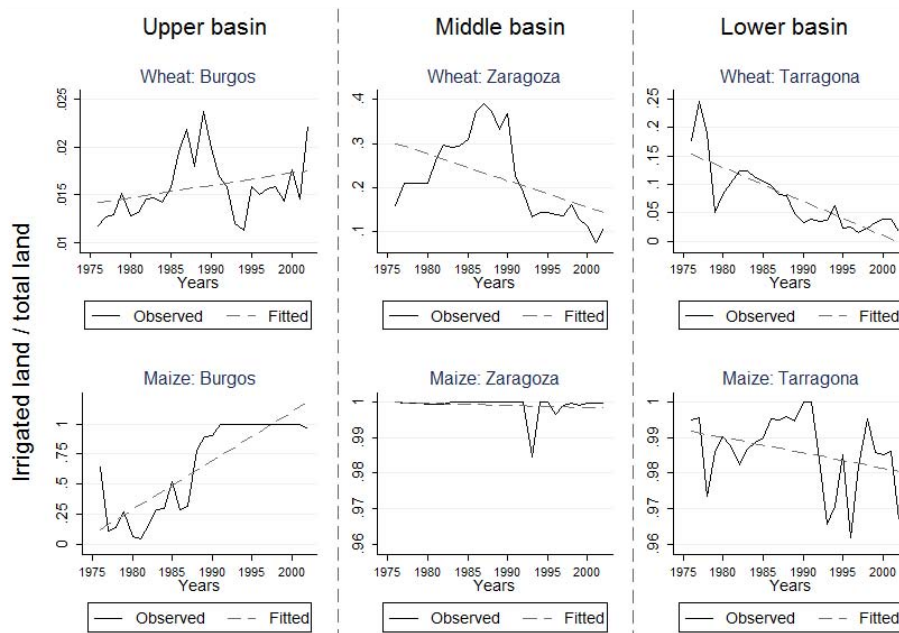 Upper basin
Middle basin
Lower basin
Irrigated land / total land
Wheat: Burgos
.025
.02
.015
.01
1975 1980 1985 1990 1995 2000
Years
Observed Fitted
Wheat: Zaragoza
.4
.3
.2
.1
1975 1980 1985 1990 1995 2000
Years
Observed Fitted
Wheat: Tarragona
.25
.2
.15
.1
.05
0
1975 1980 1985 1990 1995 2000
Years
Observed Fitted
Maize: Burgos
1
.75
.5
.25
0
1975 1980 1985 1990 1995 2000
Years
Observed Fitted
Maize: Zaragoza
1
.99
.98
.97
.96
1975 1980 1985 1990 1995 2000
Years
Observed Fitted
Maize: Tarragona
1
.99
.98
.97
.96
1975 1980 1985 1990 1995 2000
Years
Observed Fitted